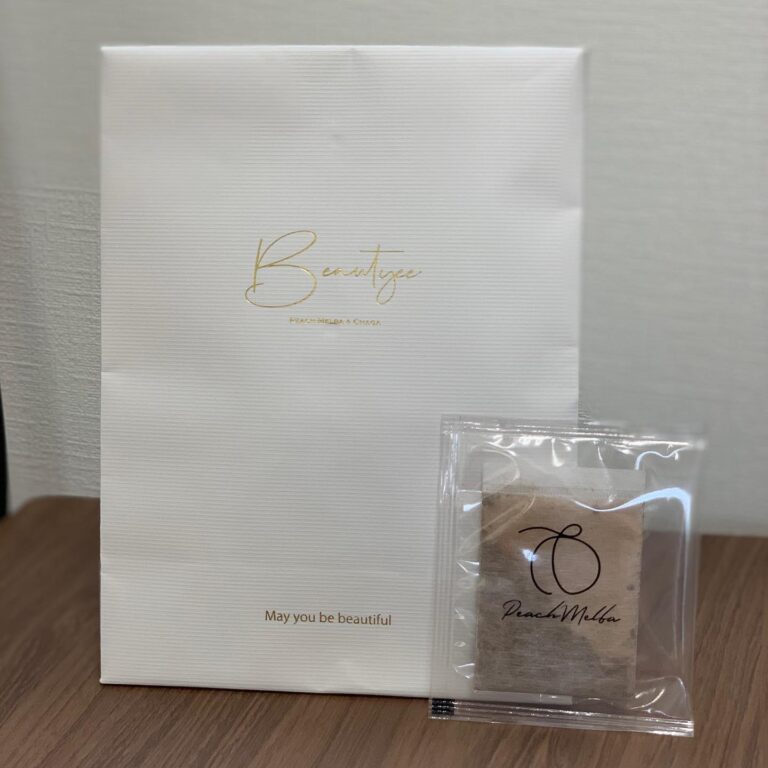 Beautyee
PEACH MELBA & CHAGA
May you be beautiful
PeachMelba